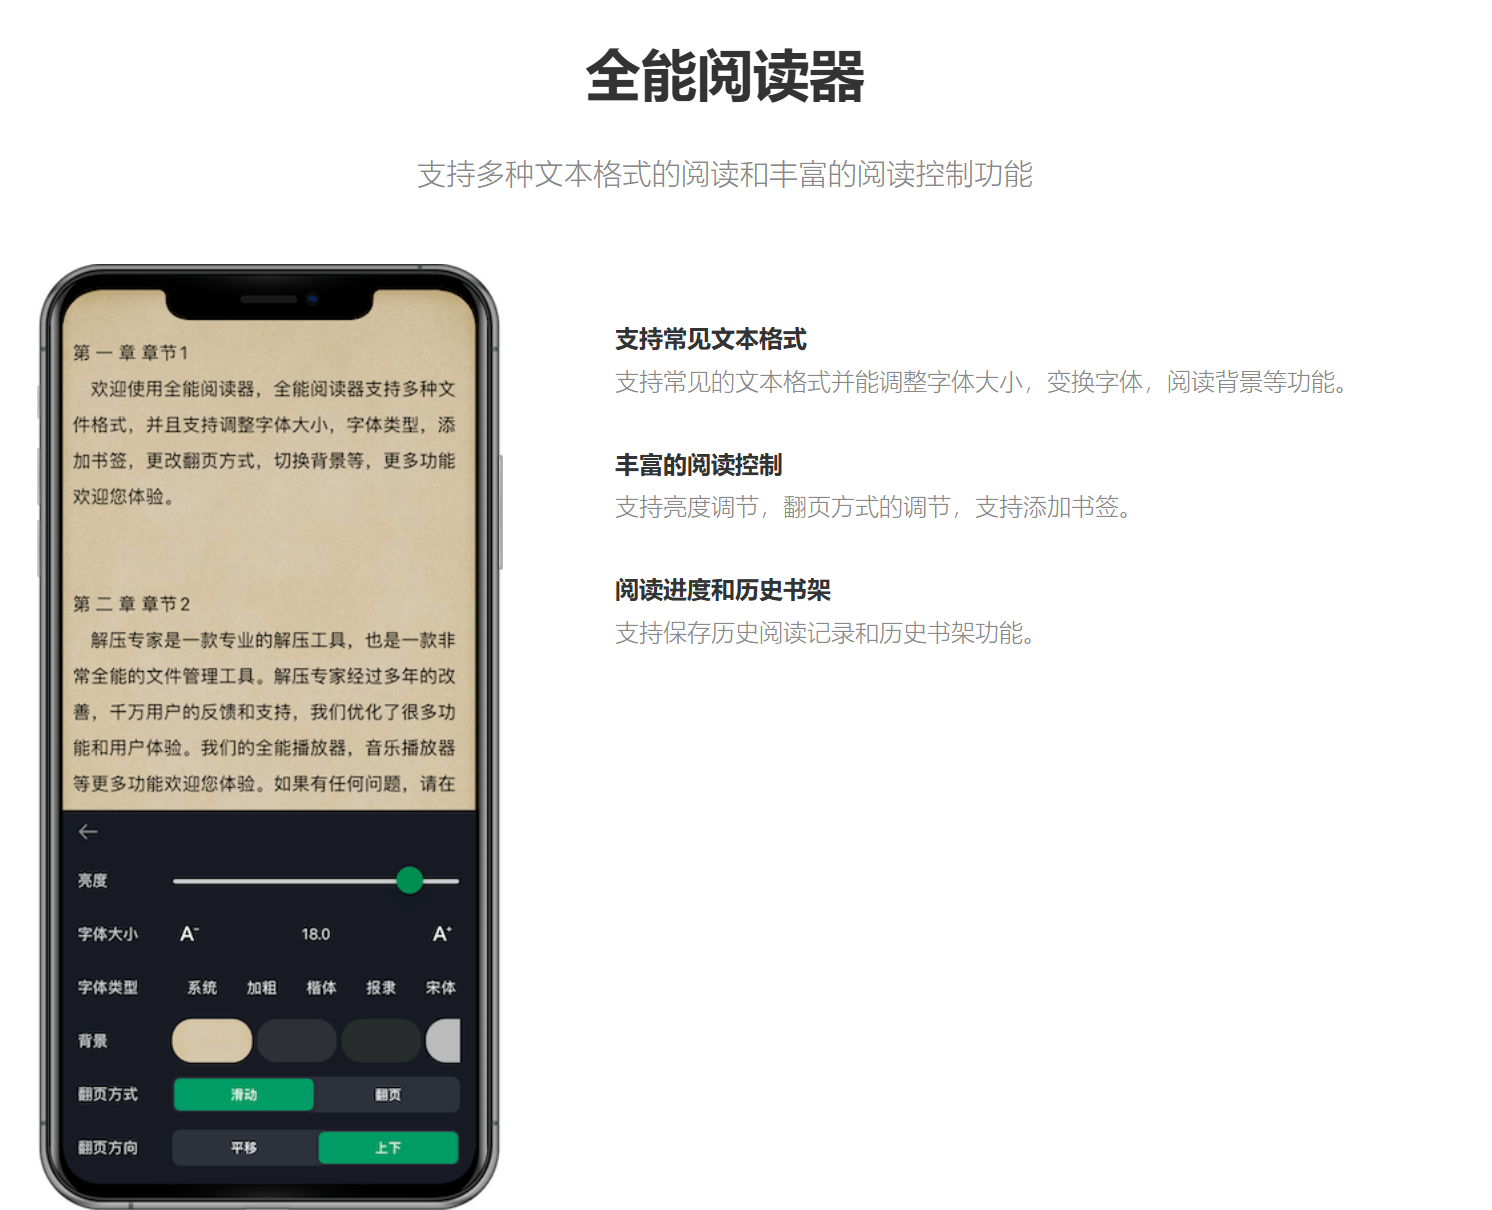 全能阅读器
支持多种文本格式的阅读和丰富的阅读控制功能
第一章 章节1
欢迎使用全能阅读器，全能阅读器支持多种文
件格式，并且支持调整字体大小，字体类型，添
加书签，更改翻页方式，切换背景等，更多功能
欢迎您体验。
第二章 章节2
解压专家是一款专业的解压工具，也是一款非
常全能的文件管理工具。解压专家经过多年的改
善，千万用户的反馈和支持，我们优化了很多功
能和用户体验。我们的全能播放器，音乐播放器
等更多功能欢迎您体验。如果有任何问题，请在
亮度
字体大小 A- 18.0 A+
字体类型 系统 加粗 楷体 报隶 宋体
背景
翻页方式 滑动 翻页
翻页方向 平移 上下
支持常见文本格式
支持常见的文本格式并能调整字体大小，变换字体，阅读背景等功能。
丰富的阅读控制
支持亮度调节，翻页方式的调节，支持添加书签。
阅读进度和历史书架
支持保存历史阅读记录和历史书架功能。